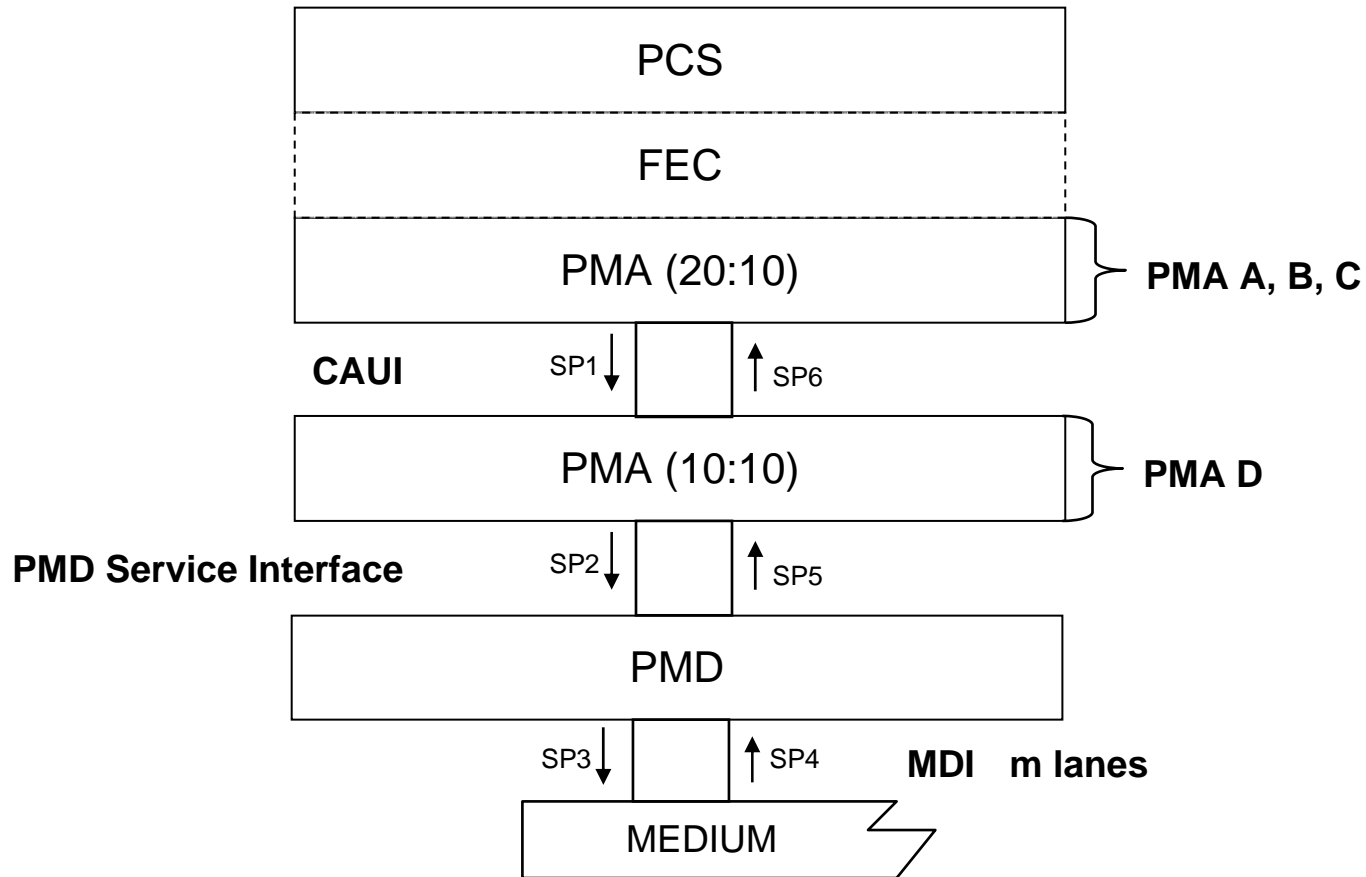 PCS
FEC
PMA (20:10)
PMA A, B, C
CAUI
SP1
SP6
PMA (10:10)
PMA D
PMD Service Interface
SP2
SP5
PMD
SP3
SP4
MDI m lanes
MEDIUM